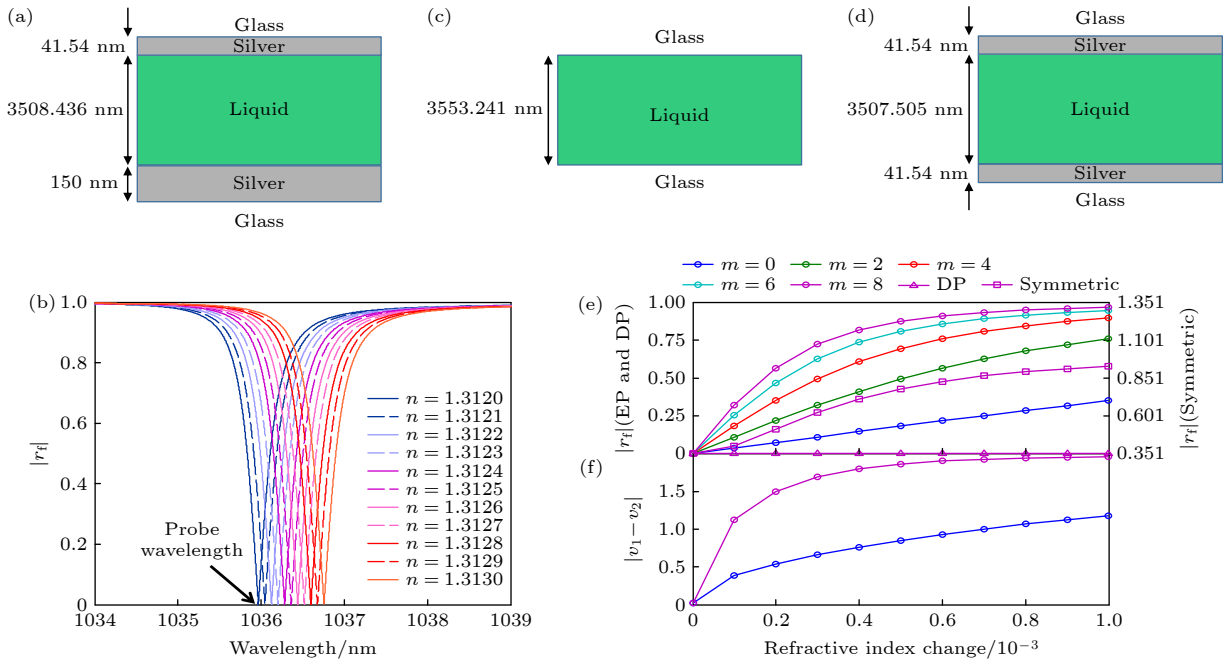 (a)
Glass
41.54 nm
Silver
3508.436 nm
Liquid
150 nm
Silver
Glass
(c)
Glass
3553.241 nm
Liquid
Glass
(d)
Glass
41.54 nm
Silver
3507.505 nm
Liquid
41.54 nm
Silver
Glass
(b)
1.0
0.8
0.6
0.4
0.2
0
|r_f|
n = 1.3120
n = 1.3121
n = 1.3122
n = 1.3123
n = 1.3124
n = 1.3125
n = 1.3126
n = 1.3127
n = 1.3128
n = 1.3129
n = 1.3130
Probe
wavelength
1034 1035 1036 1037 1038 1039
Wavelength/nm
m = 0 m = 2 m = 4
m = 6 m = 8 DP Symmetric
(e)
1.00
0.75
0.50
0.25
0
|r_f|(EP and DP)
1.351
1.101
0.851
0.601
0.351
|r_f|(Symmetric)
(f)
1.5
1.0
0.5
0
|v₁−v₂|
0 0.2 0.4 0.6 0.8 1.0
Refractive index change/10⁻³